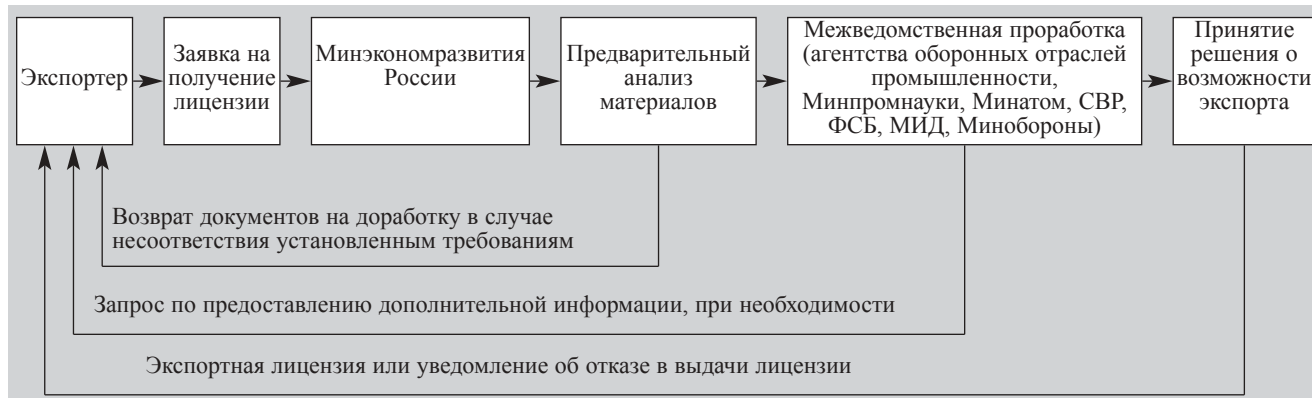 Экспортер
Заявка на
получение
лицензии
Минэкономразвития
России
Предварительный
анализ
материалов
Межведомственная проработка
(агентства оборонных отраслей
промышленности,
Минпромнауки, Минатом, СВР,
ФСБ, МИД, Минобороны)
Принятие
решения о
возможности
экспорта
Возврат документов на доработку в случае
несоответствия установленным требованиям
Запрос по предоставлению дополнительной информации, при необходимости
Экспортная лицензия или уведомление об отказе в выдачи лицензии